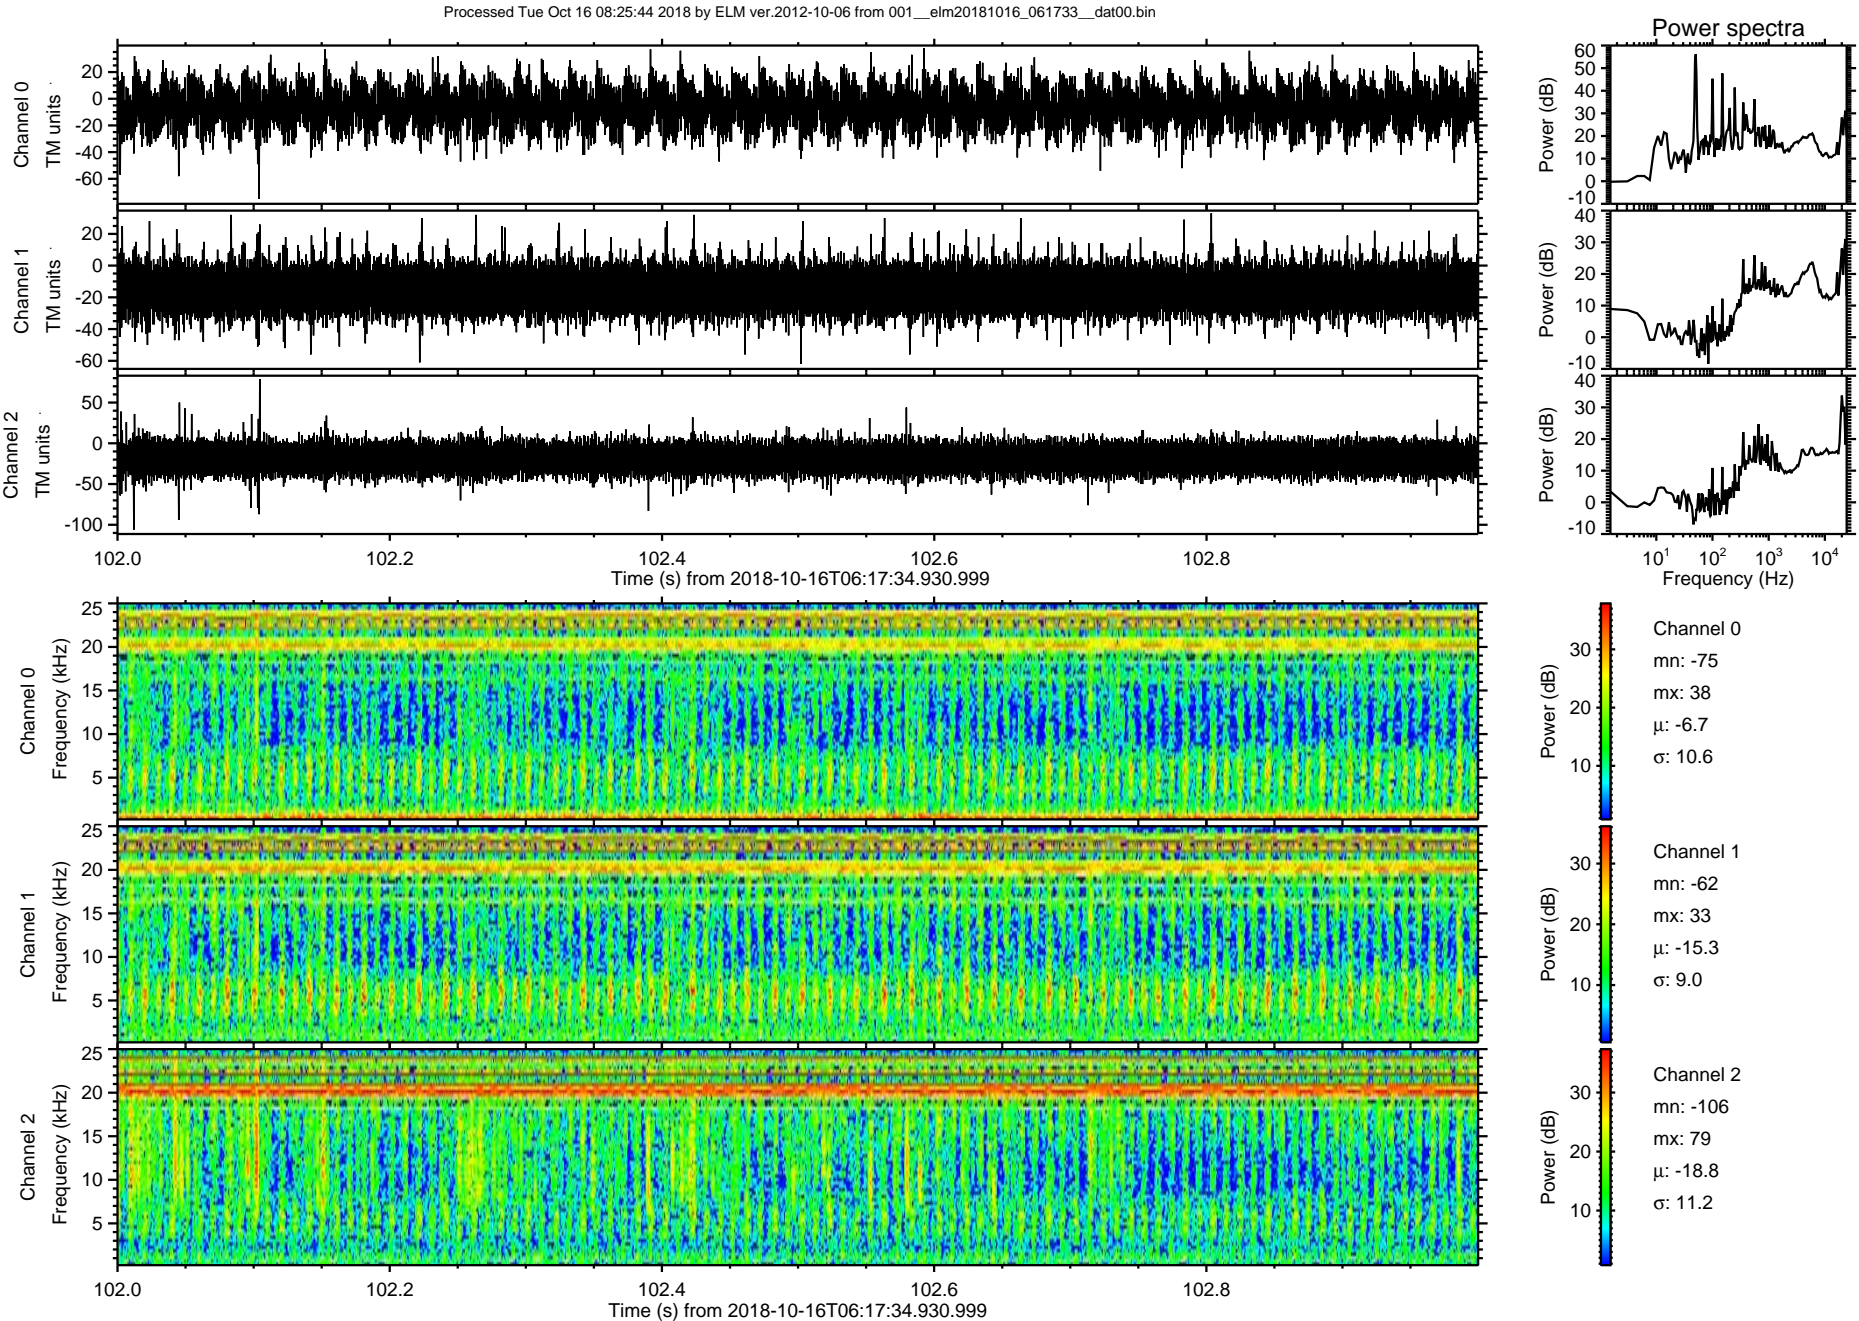 Processed Tue Oct 16 08:25:44 2018 by ELM ver.2012-10-06 from 001__elm20181016_061733__dat00.bin
Power spectra
Channel 0
TM units
20
0
-20
-40
-60
Power (dB)
60
50
40
30
20
10
0
-10
Channel 1
TM units
20
0
-20
-40
-60
Power (dB)
40
30
20
10
0
-10
Channel 2
TM units
50
0
-50
-100
Power (dB)
40
30
20
10
0
-10
102.0 102.2 102.4 102.6 102.8
Time (s) from 2018-10-16T06:17:34.930.999
10¹ 10² 10³ 10⁴
Frequency (Hz)
Channel 0
Frequency (kHz)
25
20
15
10
5
Power (dB)
30
20
10
Channel 0
mn: -75
mx: 38
μ: -6.7
σ: 10.6
Channel 1
Frequency (kHz)
25
20
15
10
5
Power (dB)
30
20
10
Channel 1
mn: -62
mx: 33
μ: -15.3
σ: 9.0
Channel 2
Frequency (kHz)
25
20
15
10
5
Power (dB)
30
20
10
Channel 2
mn: -106
mx: 79
μ: -18.8
σ: 11.2
102.0 102.2 102.4 102.6 102.8
Time (s) from 2018-10-16T06:17:34.930.999